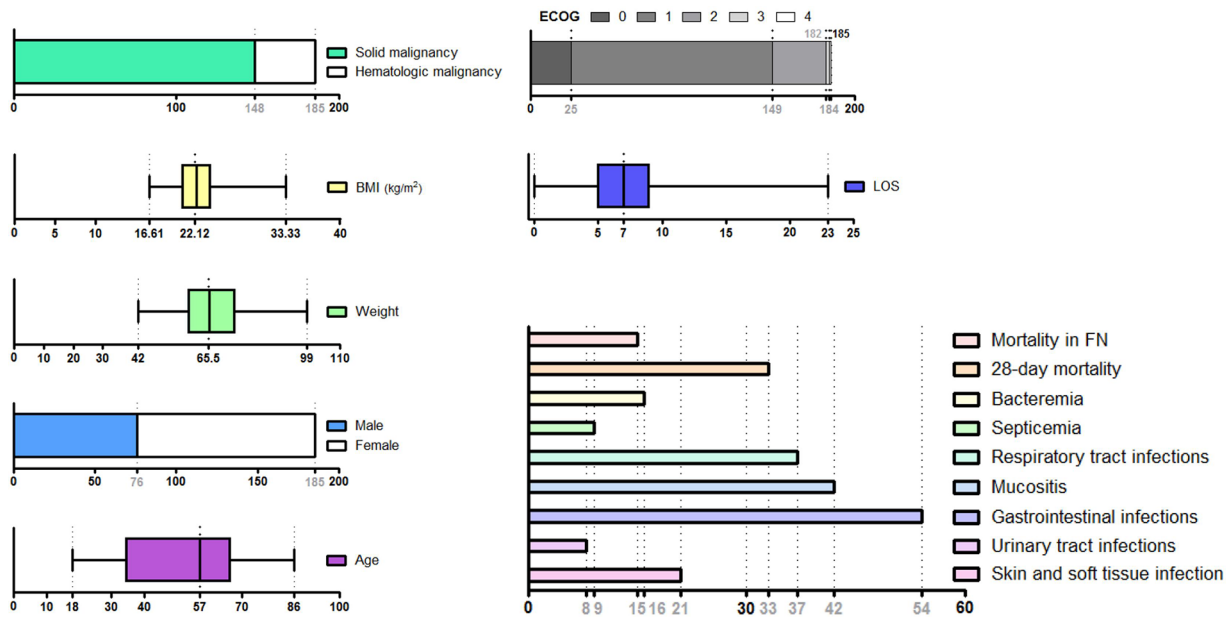 Solid malignancy
Hematologic malignancy
0 100 148 185 200
ECOG 0 1 2 3 4
182 185
0 25 149 184 200
BMI (kg/m²)
0 5 10 16.61 22.12 33.33 40
LOS
0 5 7 10 15 20 23 25
Weight
0 10 20 30 42 65.5 99 110
Male
Female
0 50 76 100 150 185 200
Age
0 18 30 40 57 70 86 100
Mortality in FN
28-day mortality
Bacteremia
Septicemia
Respiratory tract infections
Mucositis
Gastrointestinal infections
Urinary tract infections
Skin and soft tissue infection
0 8 9 15 16 21 30 33 37 42 54 60